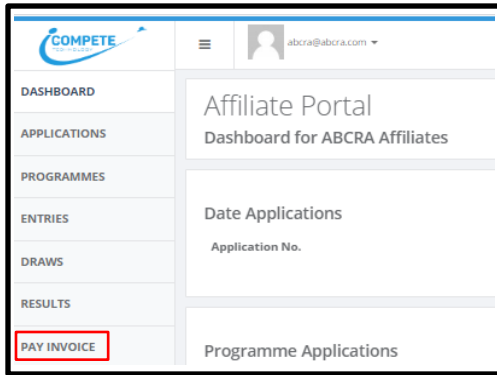 COMPETE
abcra@abcra.com
DASHBOARD
APPLICATIONS
PROGRAMMES
ENTRIES
DRAWS
RESULTS
PAY INVOICE
Affiliate Portal
Dashboard for ABCRA Affiliates
Date Applications
Application No.
Programme Applications